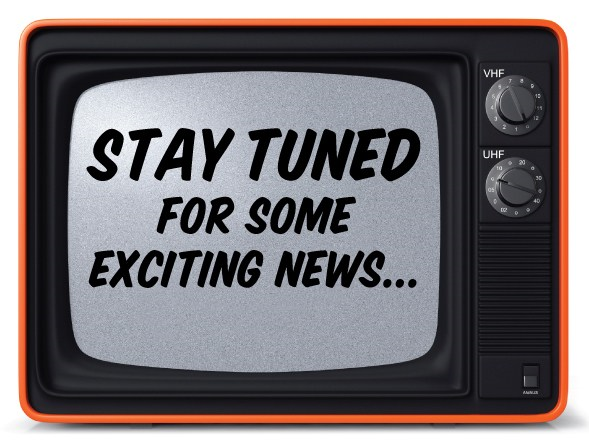 STAY TUNED
FOR SOME
EXCITING NEWS...
VHF
UHF